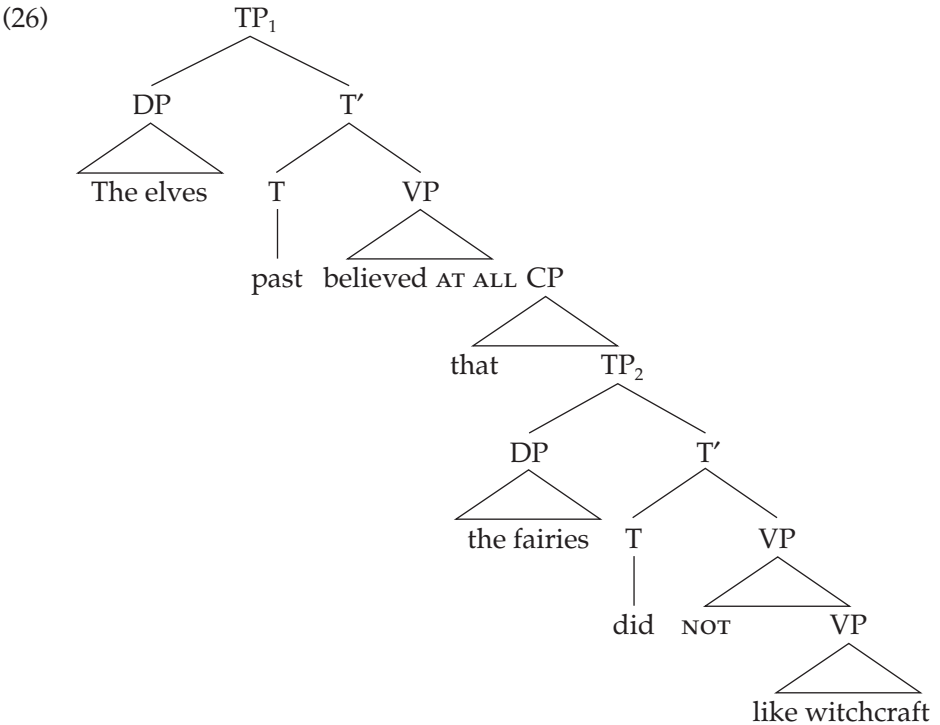 (26) TP₁
DP T′
The elves T VP
past believed AT ALL CP
that TP₂
DP T′
the fairies T VP
did NOT VP
like witchcraft